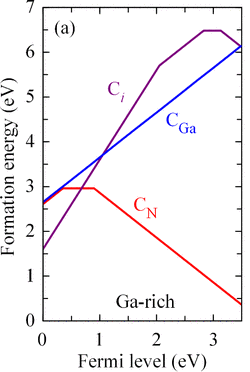 (a)
C_i
C_Ga
C_N
Ga-rich
Formation energy (eV)
7
6
5
4
3
2
1
0
0
1
2
3
Fermi level (eV)